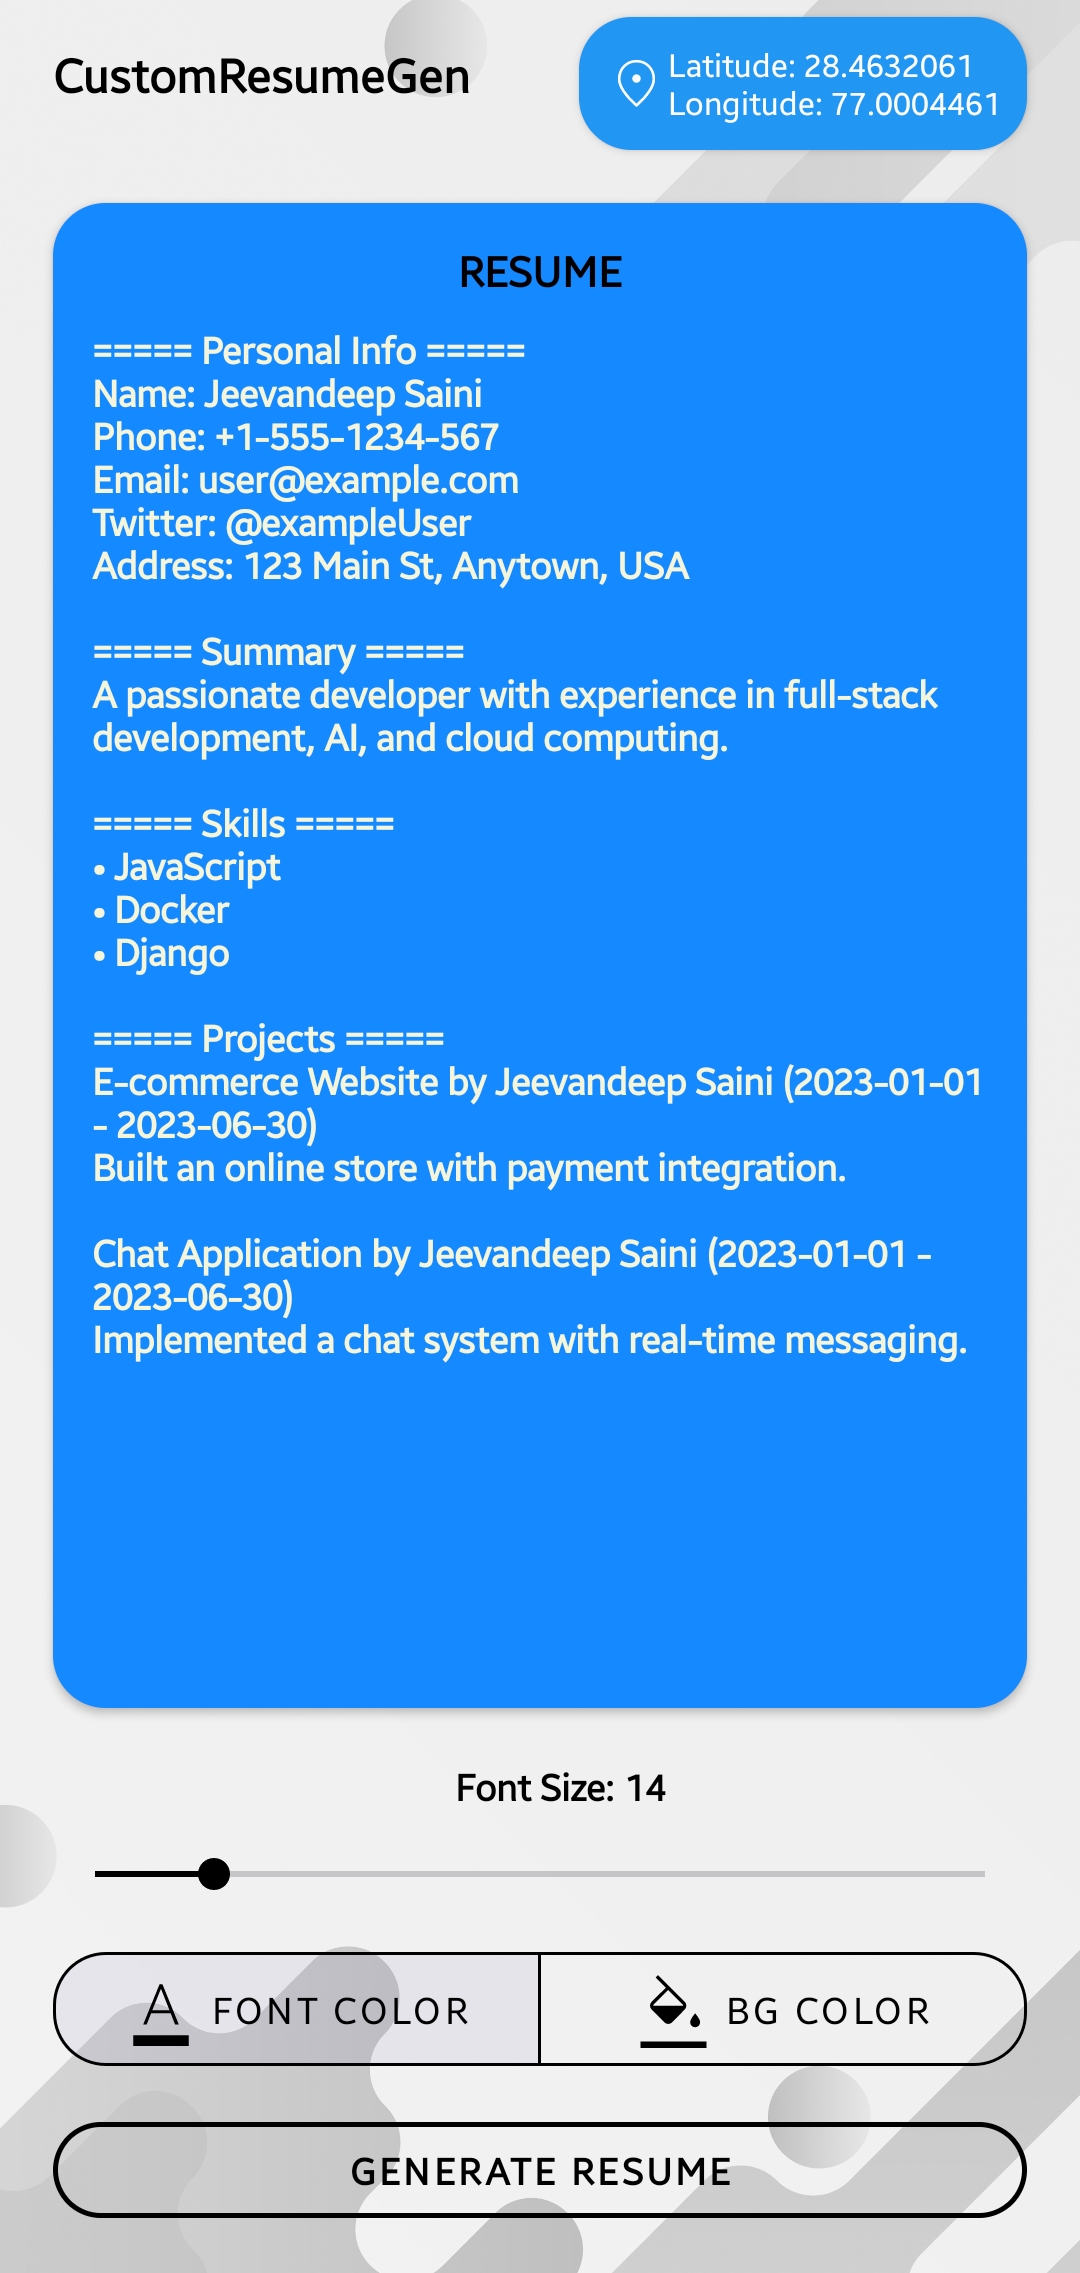 CustomResumeGen
Latitude: 28.4632061
Longitude: 77.0004461
RESUME
===== Personal Info =====
Name: Jeevandeep Saini
Phone: +1-555-1234-567
Email: user@example.com
Twitter: @exampleUser
Address: 123 Main St, Anytown, USA
===== Summary =====
A passionate developer with experience in full-stack
development, AI, and cloud computing.
===== Skills =====
• JavaScript
• Docker
• Django
===== Projects =====
E-commerce Website by Jeevandeep Saini (2023-01-01
- 2023-06-30)
Built an online store with payment integration.
Chat Application by Jeevandeep Saini (2023-01-01 -
2023-06-30)
Implemented a chat system with real-time messaging.
Font Size: 14
A FONT COLOR
BG COLOR
GENERATE RESUME